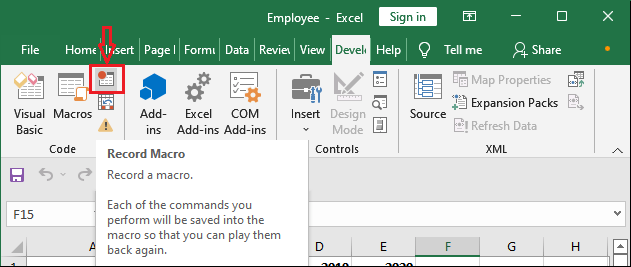 Employee - Excel Sign in
File Home Insert Page l Formu Data Review View Develo Tell me Share
Visual Basic
Macros
Code
Add-ins
Excel Add-ins
COM Add-ins
Insert
Design Mode
Controls
Source
Map Properties
Expansion Packs
Refresh Data
XML
Record Macro
Record a macro.
Each of the commands you
perform will be saved into the
macro so that you can play them
back again.
F15
A D E F G H
1 2019 2020